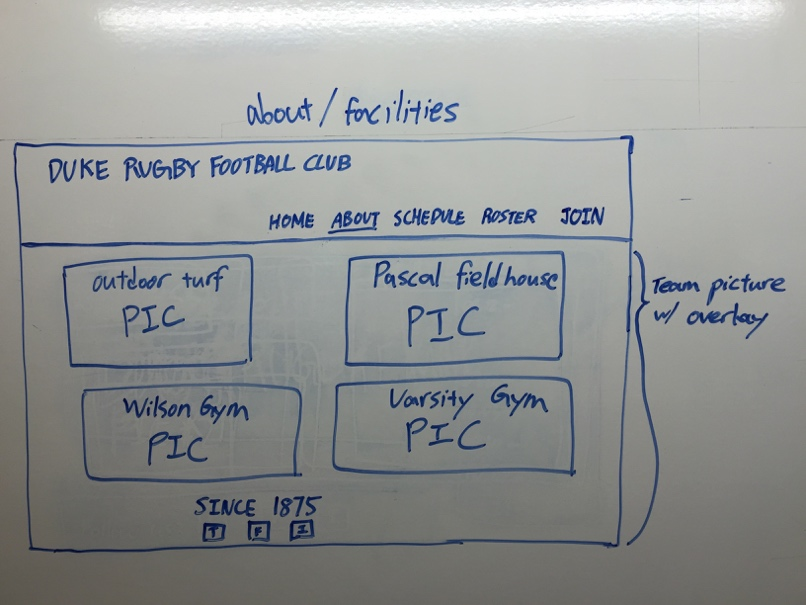 about/facilities
DUKE RUGBY FOOTBALL CLUB
HOME ABOUT SCHEDULE ROSTER JOIN
outdoor turf
PIC
Pascal fieldhouse
PIC
Team picture
w/ overlay
Wilson Gym
PIC
Varsity Gym
PIC
SINCE 1875
T F I